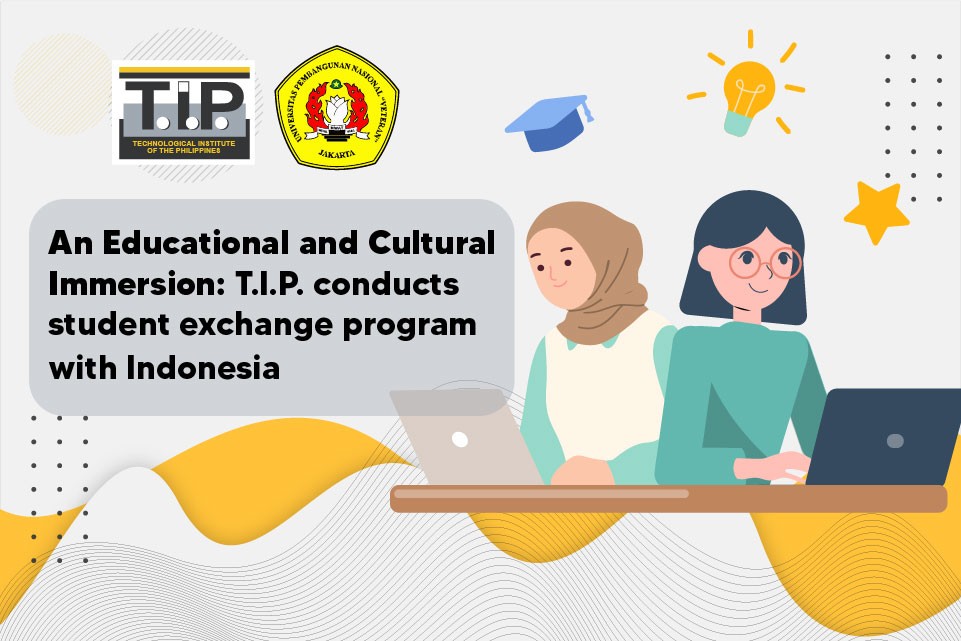 T.I.P.
TECHNOLOGICAL INSTITUTE
OF THE PHILIPPINES
UNIVERSITAS PEMBANGUNAN NASIONAL "VETERAN"
JAKARTA
An Educational and Cultural
Immersion: T.I.P. conducts
student exchange program
with Indonesia